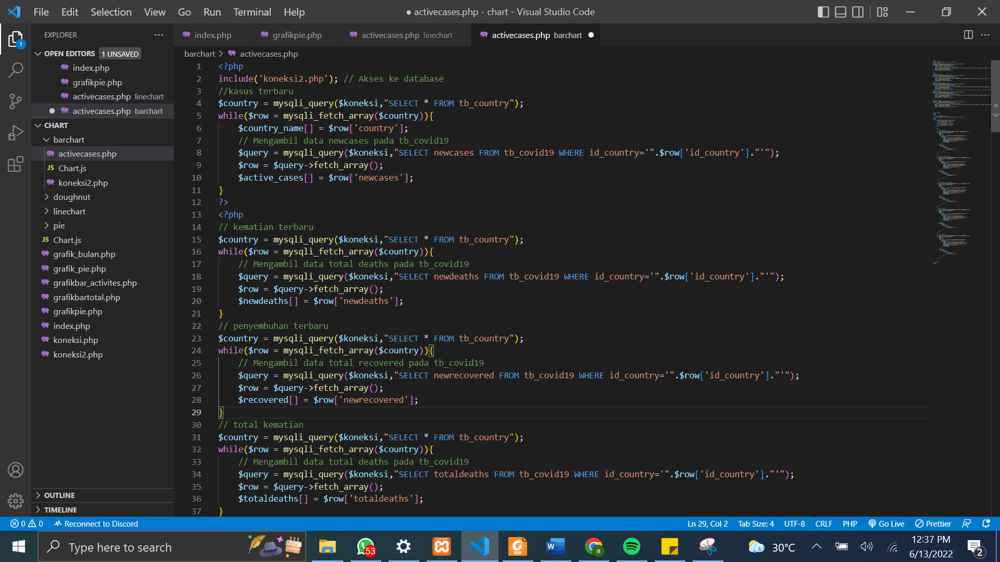 File Edit Selection View Go Run Terminal Help
● activecases.php - chart - Visual Studio Code
EXPLORER
OPEN EDITORS 1 UNSAVED
index.php
grafikpie.php
activecases.php linechart
activecases.php barchart
CHART
barchart
activecases.php
JS Chart.js
koneksi2.php
doughnut
linechart
pie
JS Chart.js
grafik_bulan.php
grafik_pie.php
grafikbar_activites.php
grafikbartotal.php
grafikpie.php
index.php
koneksi.php
koneksi2.php
OUTLINE
TIMELINE
1
index.php grafikpie.php activecases.php linechart activecases.php barchart
barchart > activecases.php
1 <?php
2 include('koneksi2.php'); // Akses ke database
3 //kasus terbaru
4 $country = mysqli_query($koneksi,"SELECT * FROM tb_country");
5 while($row = mysqli_fetch_array($country)){
6 $country_name[] = $row['country'];
7 // Mengambil data newcases pada tb_covid19
8 $query = mysqli_query($koneksi,"SELECT newcases FROM tb_covid19 WHERE id_country='".$row['id_country']."'");
9 $row = $query->fetch_array();
10 $active_cases[] = $row['newcases'];
11 }
12 ?>
13 <?php
14 // kematian terbaru
15 $country = mysqli_query($koneksi,"SELECT * FROM tb_country");
16 while($row = mysqli_fetch_array($country)){
17 // Mengambil data total deaths pada tb_covid19
18 $query = mysqli_query($koneksi,"SELECT newdeaths FROM tb_covid19 WHERE id_country='".$row['id_country']."'");
19 $row = $query->fetch_array();
20 $newdeaths[] = $row['newdeaths'];
21 }
22 // penyembuhan terbaru
23 $country = mysqli_query($koneksi,"SELECT * FROM tb_country");
24 while($row = mysqli_fetch_array($country)){
25 // Mengambil data total recovered pada tb_covid19
26 $query = mysqli_query($koneksi,"SELECT newrecovered FROM tb_covid19 WHERE id_country='".$row['id_country']."'");
27 $row = $query->fetch_array();
28 $recovered[] = $row['newrecovered'];
29 }
30 // total kematian
31 $country = mysqli_query($koneksi,"SELECT * FROM tb_country");
32 while($row = mysqli_fetch_array($country)){
33 // Mengambil data total deaths pada tb_covid19
34 $query = mysqli_query($koneksi,"SELECT totaldeaths FROM tb_covid19 WHERE id_country='".$row['id_country']."'");
35 $row = $query->fetch_array();
36 $totaldeaths[] = $row['totaldeaths'];
37 }
0 0 Reconnect to Discord Ln 29, Col 2 Tab Size: 4 UTF-8 CRLF PHP Go Live Prettier
Type here to search
53
PDF
W
a
30°C
12:37 PM
6/13/2022
2